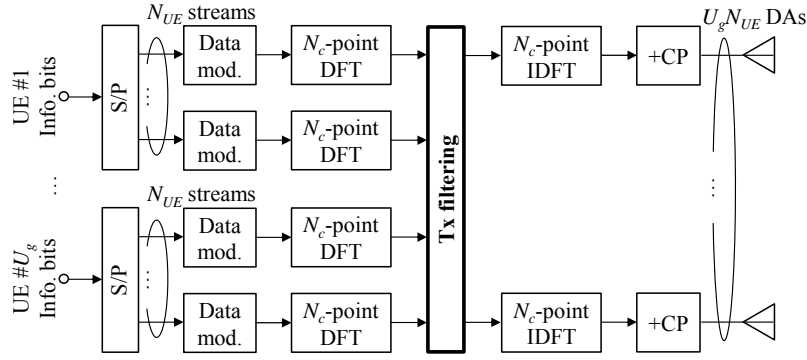 UE #1
Info. bits
S/P
N_UE streams
...
Data
mod.
N_c-point
DFT
Data
mod.
N_c-point
DFT
...
UE #U_g
Info. bits
S/P
N_UE streams
...
Data
mod.
N_c-point
DFT
Data
mod.
N_c-point
DFT
Tx filtering
N_c-point
IDFT
+CP
U_gN_UE DAs
...
N_c-point
IDFT
+CP